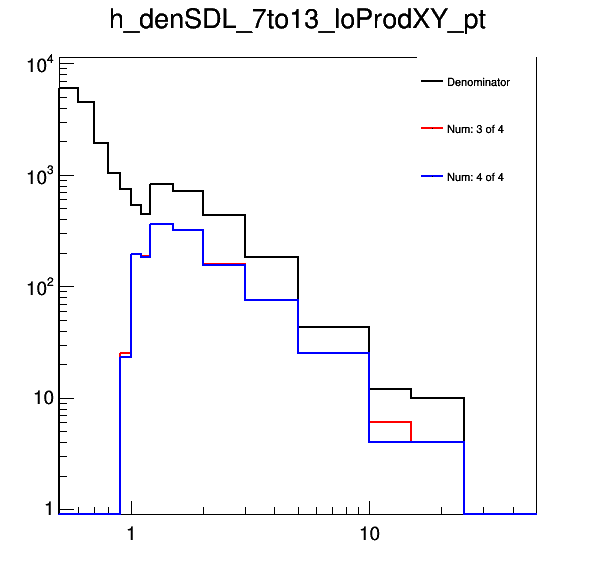 h_denSDL_7to13_loProdXY_pt
10^4
Denominator
Num: 3 of 4
10^3
Num: 4 of 4
10^2
10
1
1 10